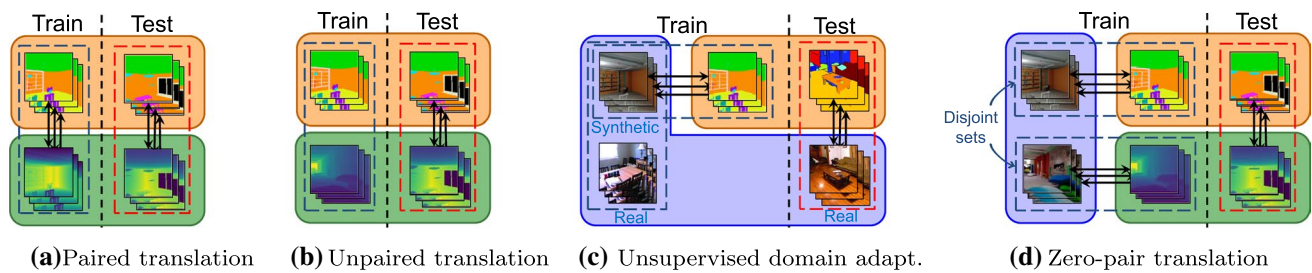 Train Test
Train Test
Train Test
Train Test
Synthetic
Real
Real
Disjoint
sets
(a)Paired translation
(b) Unpaired translation
(c) Unsupervised domain adapt.
(d) Zero-pair translation